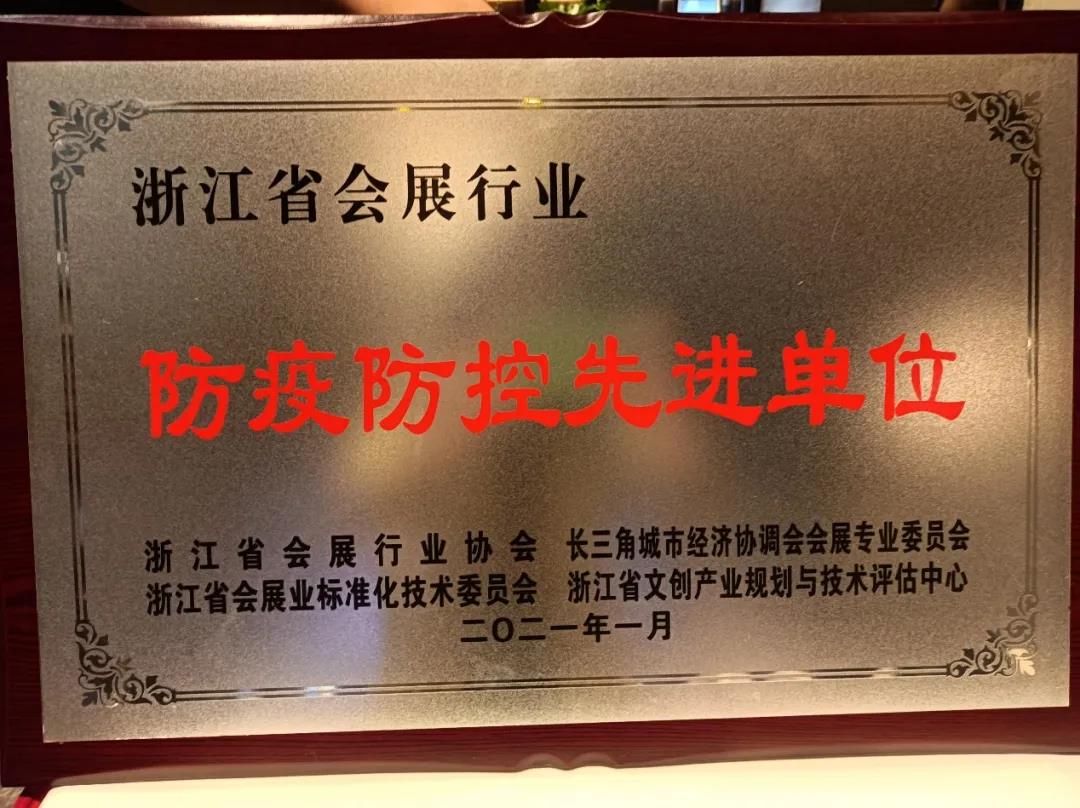 浙江省会展行业
防疫防控先进单位
浙江省会展行业协会 长三角城市经济协调会会展专业委员会
浙江省会展业标准化技术委员会 浙江省文创产业规划与技术评估中心
二〇二一年一月